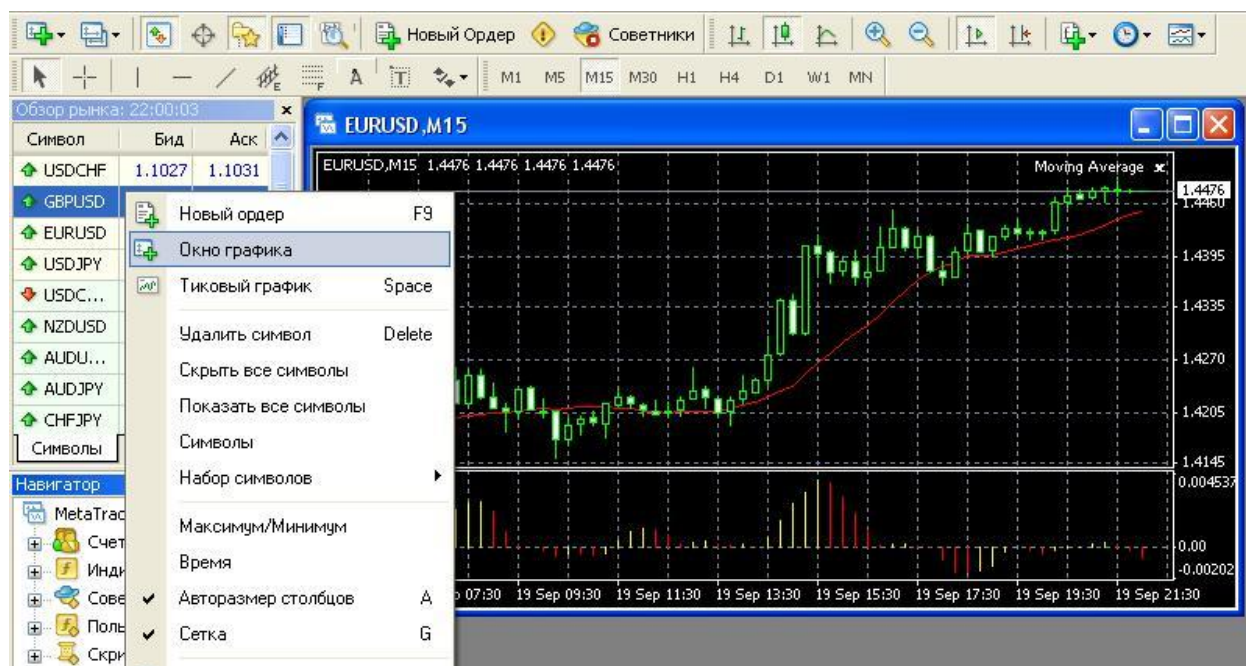 Новый Ордер Советники
E F A T M1 M5 M15 M30 H1 H4 D1 W1 MN
Обзор рынка: 22:00:03
Символ Бид Аск
USDCHF 1.1027 1.1031
GBPUSD
EURUSD
USDJPY
USDC...
NZDUSD
AUDU...
AUDJPY
CHFJPY
Символы
Навигатор
MetaTrad
Счет
Инди
Сове
Поль
Скри
Новый ордер F9
Окно графика
Тиковый график Space
Удалить символ Delete
Скрыть все символы
Показать все символы
Символы
Набор символов
Максимум/Минимум
Время
Авторазмер столбцов A
Сетка G
EURUSD,M15
EURUSD,M15 1.4476 1.4476 1.4476 1.4476
Moving Average
1.4476
1.4460
1.4395
1.4335
1.4270
1.4205
1.4145
0.004537
0.00
-0.00202
07:30 19 Sep 09:30 19 Sep 11:30 19 Sep 13:30 19 Sep 15:30 19 Sep 17:30 19 Sep 19:30 19 Sep 21:30